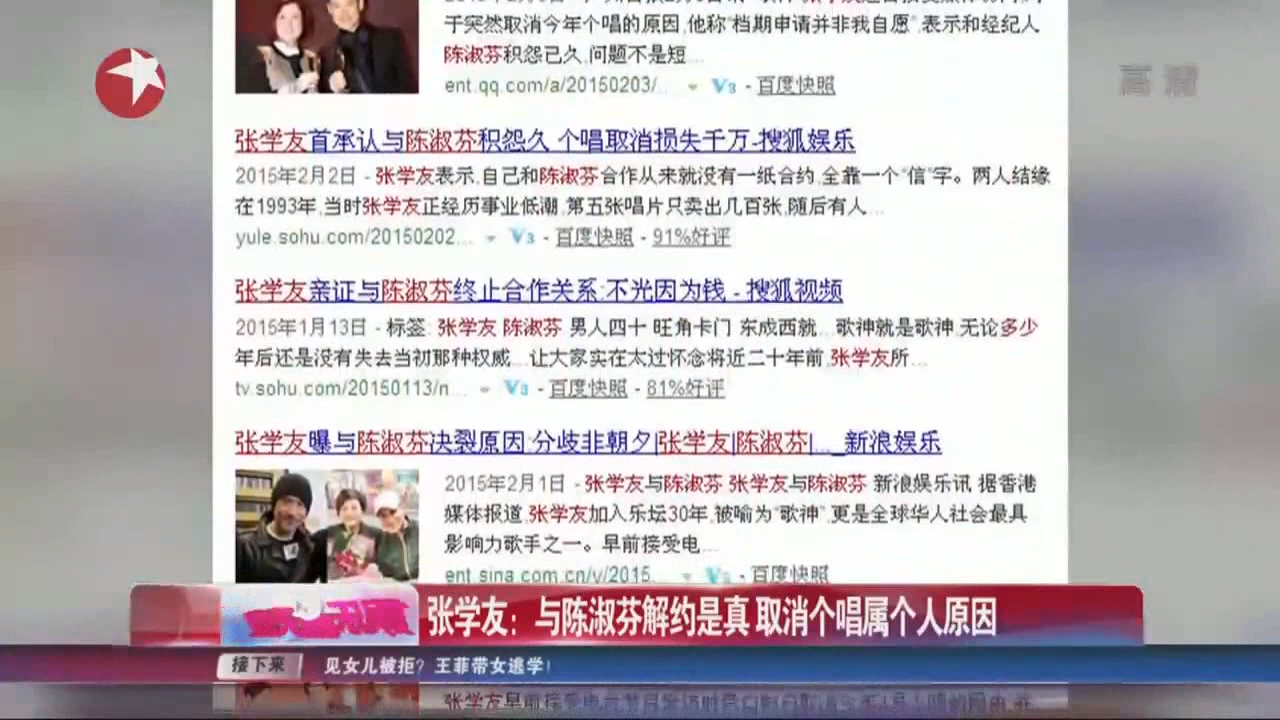 于突然取消今年个唱的原因,他称“档期申请并非我自愿”,表示和经纪人
陈淑芬积怨已久,问题不是短...
ent.qq.com/a/20150203/... - 百度快照
高清
张学友首承认与陈淑芬积怨久 个唱取消损失千万-搜狐娱乐
2015年2月2日 - 张学友表示,自己和陈淑芬合作从来就没有一纸合约,全靠一个“信”字。两人结缘
在1993年,当时张学友正经历事业低潮,第五张唱片只卖出几百张,随后有人...
yule.sohu.com/20150202... - 百度快照 - 91%好评
张学友亲证与陈淑芬终止合作关系:不光因为钱 - 搜狐视频
2015年1月13日 - 标签: 张学友 陈淑芬 男人四十 旺角卡门 东成西就...歌神就是歌神,无论多少
年后还是没有失去当初那种权威...让大家实在太过怀念将近二十年前,张学友所...
tv.sohu.com/20150113/n... - 百度快照 - 81%好评
张学友曝与陈淑芬决裂原因:分歧非朝夕|张学友|陈淑芬|..._新浪娱乐
2015年2月1日 - 张学友与陈淑芬 张学友与陈淑芬 新浪娱乐讯 据香港
媒体报道,张学友加入乐坛30年,被喻为“歌神”,更是全球华人社会最具
影响力歌手之一。早前接受电...
ent.sina.com.cn/y/2015... - 百度快照
张学友：与陈淑芬解约是真 取消个唱属个人原因
接下来 见女儿被拒？王菲带女逃学！